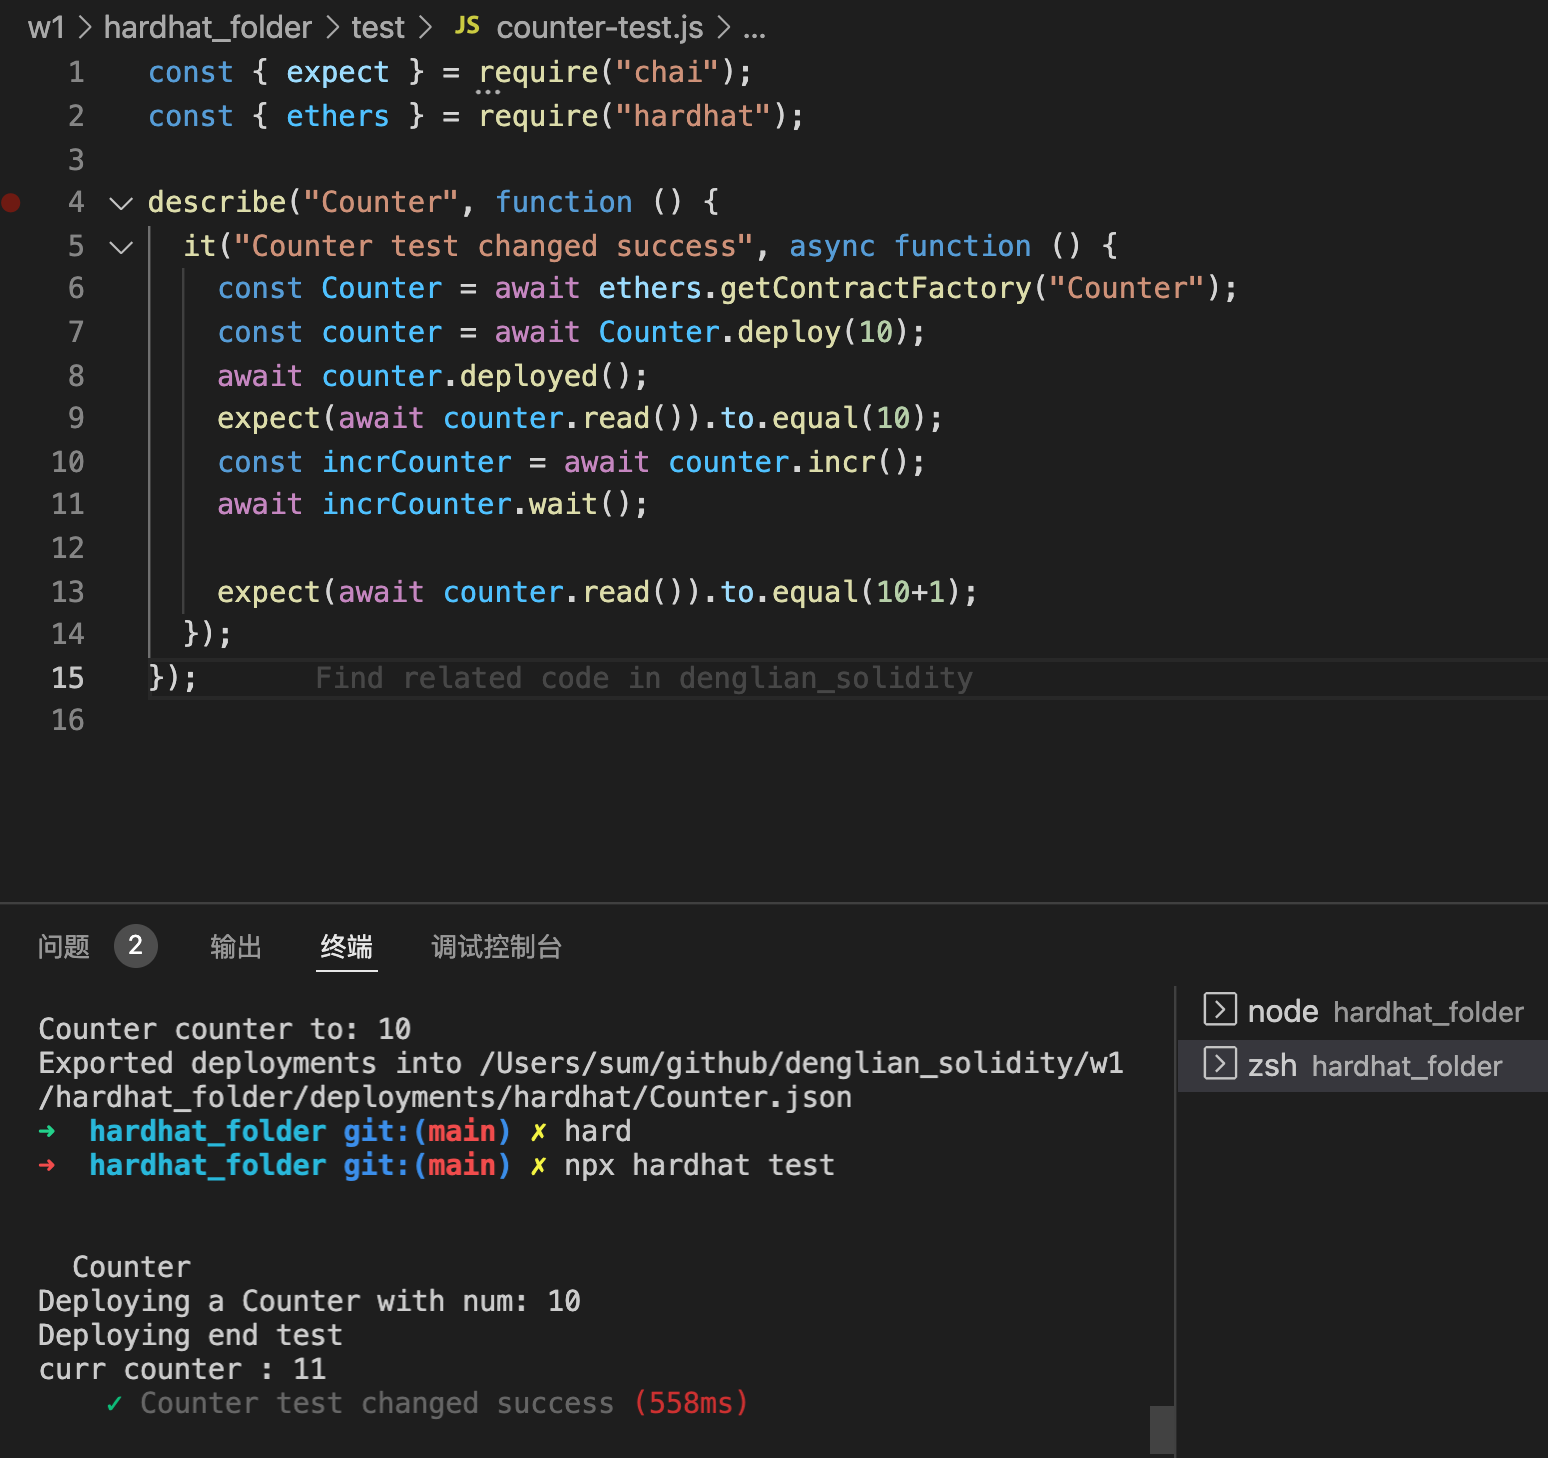 w1 > hardhat_folder > test > JS counter-test.js > ...
1 const { expect } = require("chai");
2 const { ethers } = require("hardhat");
3
4 describe("Counter", function () {
5 it("Counter test changed success", async function () {
6 const Counter = await ethers.getContractFactory("Counter");
7 const counter = await Counter.deploy(10);
8 await counter.deployed();
9 expect(await counter.read()).to.equal(10);
10 const incrCounter = await counter.incr();
11 await incrCounter.wait();
12
13 expect(await counter.read()).to.equal(10+1);
14 });
15 }); Find related code in denglian_solidity
16
问题 2 输出 终端 调试控制台
Counter counter to: 10
Exported deployments into /Users/sum/github/denglian_solidity/w1
/hardhat_folder/deployments/hardhat/Counter.json
➜ hardhat_folder git:(main) ✗ hard
➜ hardhat_folder git:(main) ✗ npx hardhat test
Counter
Deploying a Counter with num: 10
Deploying end test
curr counter : 11
✓ Counter test changed success (558ms)
node hardhat_folder
zsh hardhat_folder